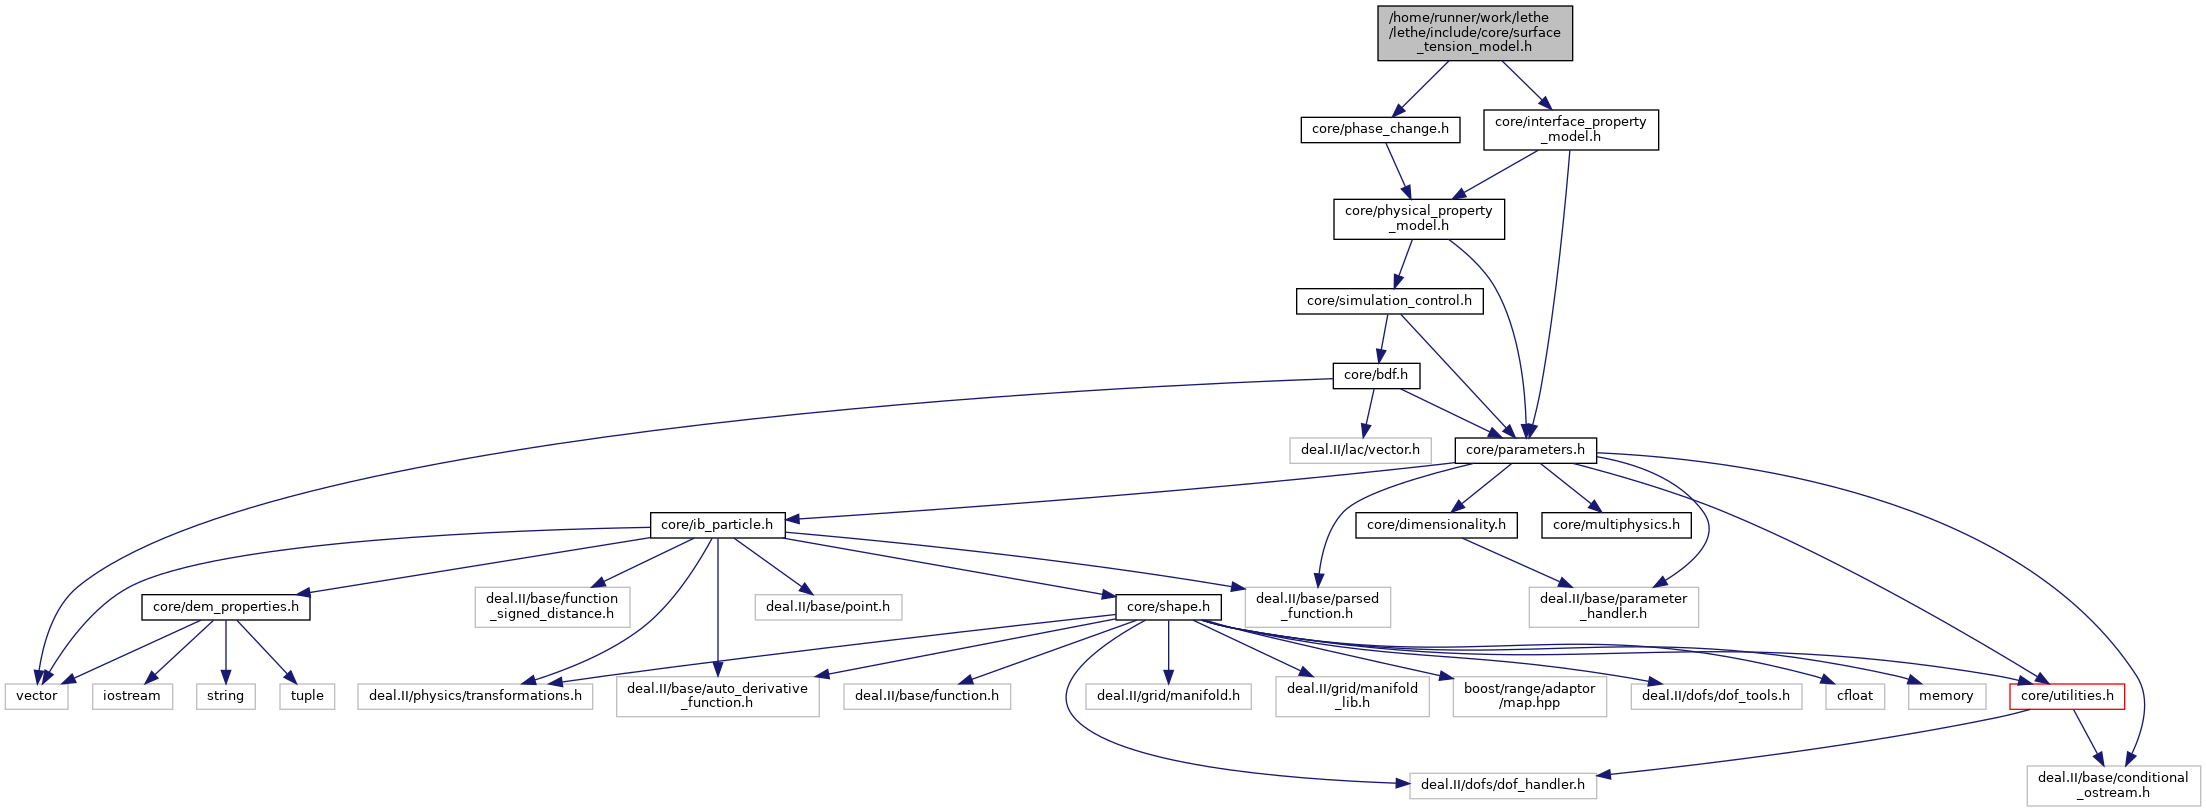 /home/runner/work/lethe
/lethe/include/core/surface
_tension_model.h
core/phase_change.h
core/interface_property
_model.h
core/physical_property
_model.h
core/simulation_control.h
core/bdf.h
deal.II/lac/vector.h
core/parameters.h
core/ib_particle.h
core/dimensionality.h
core/multiphysics.h
core/dem_properties.h
deal.II/base/function
_signed_distance.h
deal.II/base/point.h
core/shape.h
deal.II/base/parsed
_function.h
deal.II/base/parameter
_handler.h
vector
iostream
string
tuple
deal.II/physics/transformations.h
deal.II/base/auto_derivative
_function.h
deal.II/base/function.h
deal.II/grid/manifold.h
deal.II/grid/manifold
_lib.h
boost/range/adaptor
/map.hpp
deal.II/dofs/dof_tools.h
cfloat
memory
core/utilities.h
deal.II/dofs/dof_handler.h
deal.II/base/conditional
_ostream.h